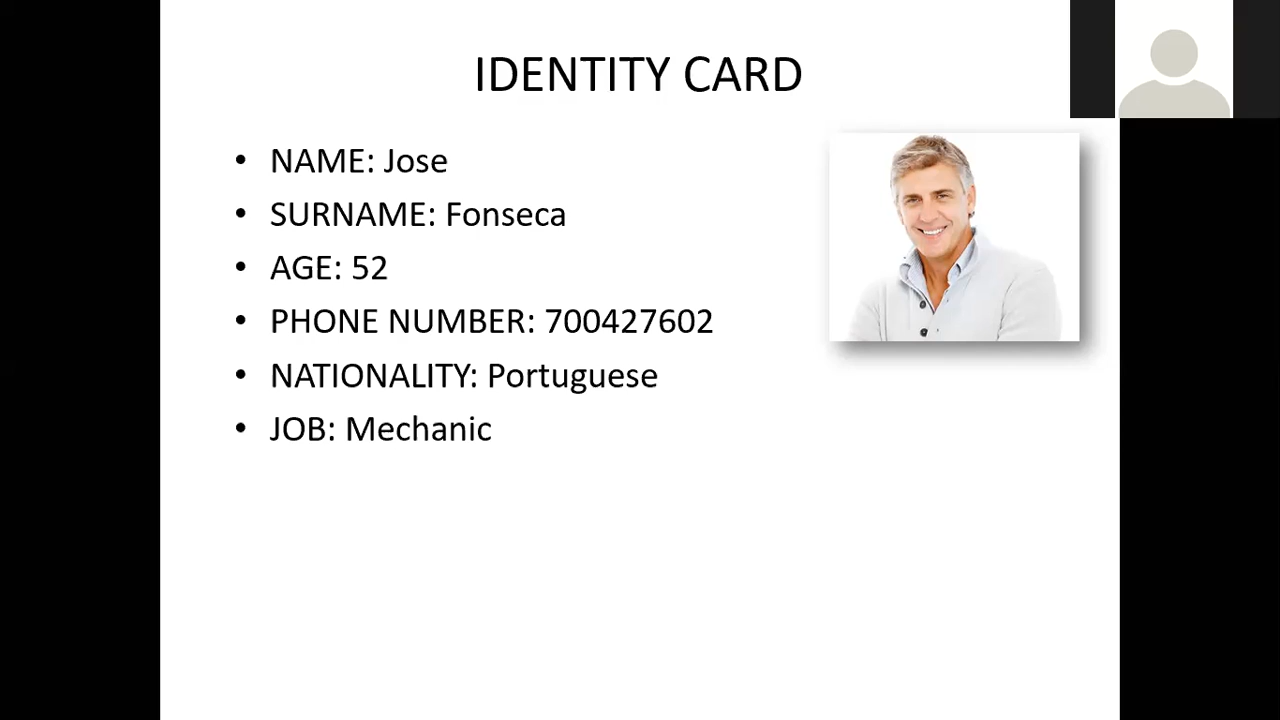 IDENTITY CARD
• NAME: Jose
• SURNAME: Fonseca
• AGE: 52
• PHONE NUMBER: 700427602
• NATIONALITY: Portuguese
• JOB: Mechanic